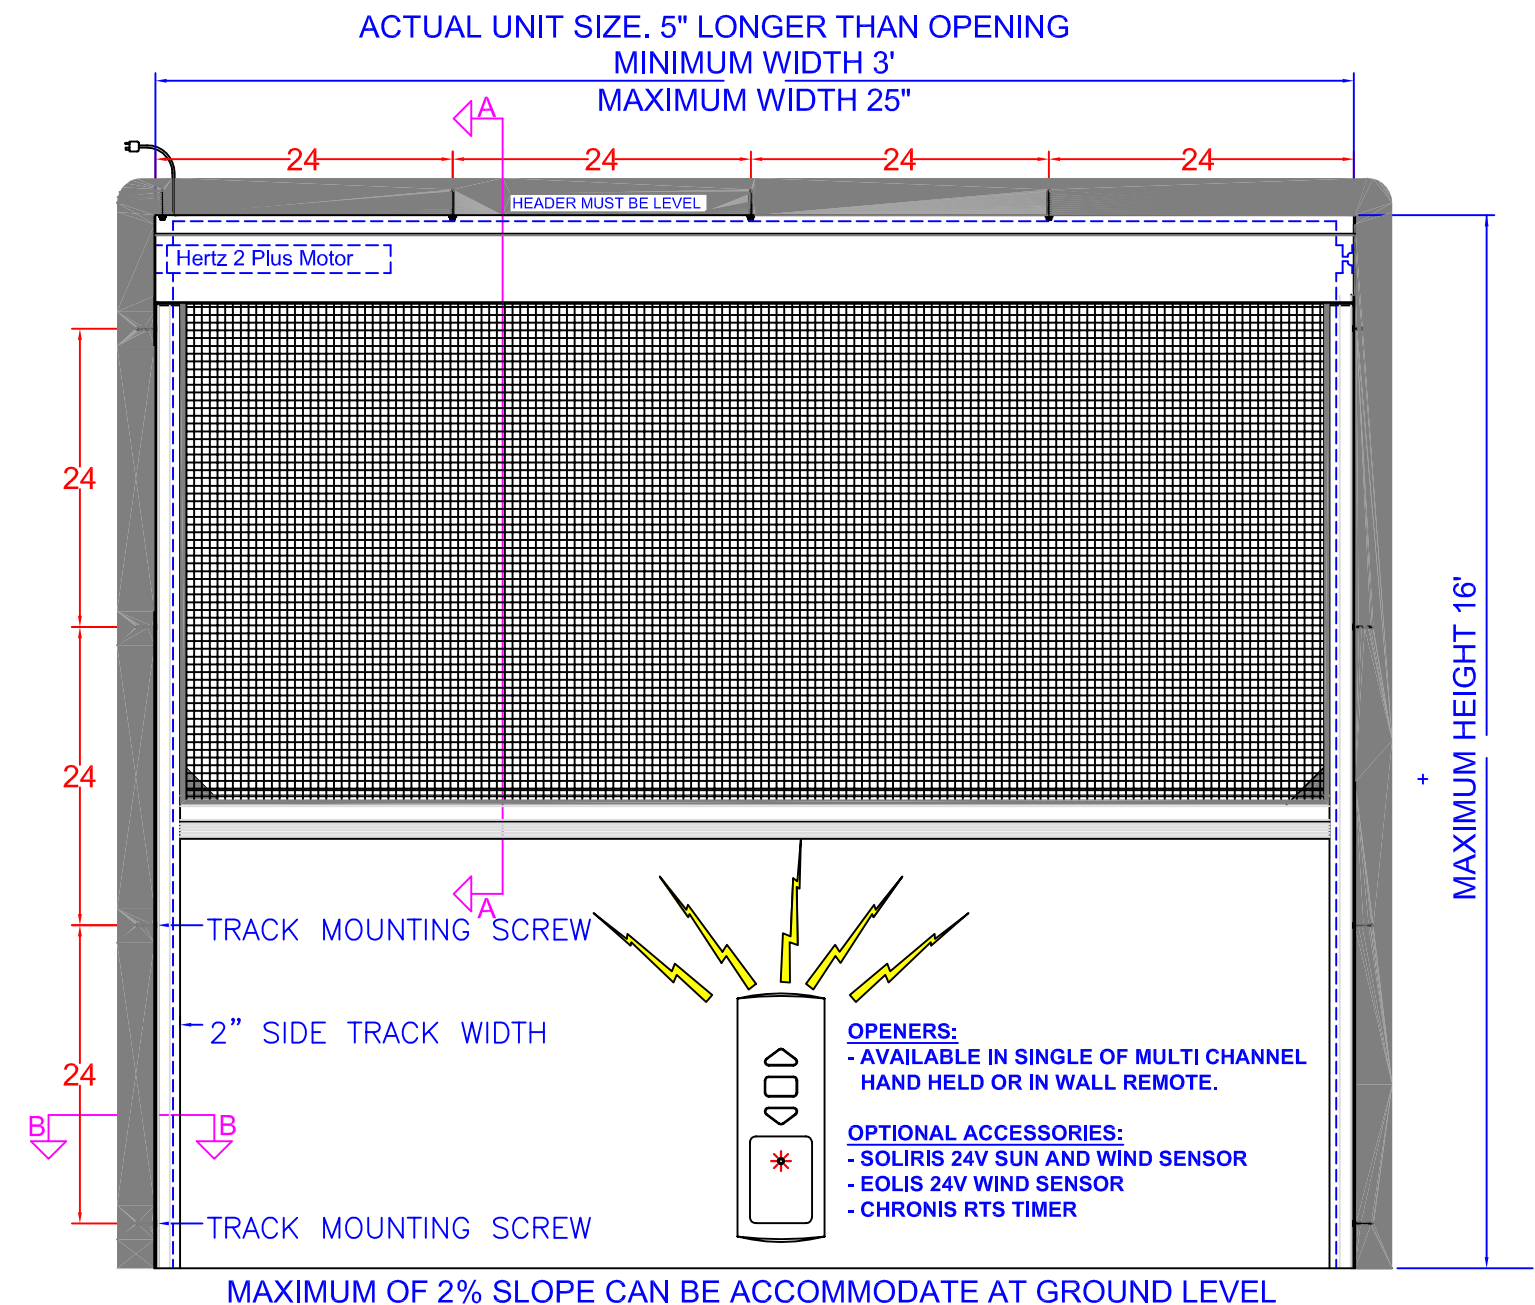 ACTUAL UNIT SIZE. 5" LONGER THAN OPENING
MINIMUM WIDTH 3'
MAXIMUM WIDTH 25"
A
24
24
24
24
HEADER MUST BE LEVEL
Hertz 2 Plus Motor
24
24
24
MAXIMUM HEIGHT 16'
+
A
TRACK MOUNTING SCREW
2” SIDE TRACK WIDTH
B
B
TRACK MOUNTING SCREW
OPENERS:
- AVAILABLE IN SINGLE OF MULTI CHANNEL
HAND HELD OR IN WALL REMOTE.
OPTIONAL ACCESSORIES:
- SOLIRIS 24V SUN AND WIND SENSOR
- EOLIS 24V WIND SENSOR
- CHRONIS RTS TIMER
MAXIMUM OF 2% SLOPE CAN BE ACCOMMODATE AT GROUND LEVEL